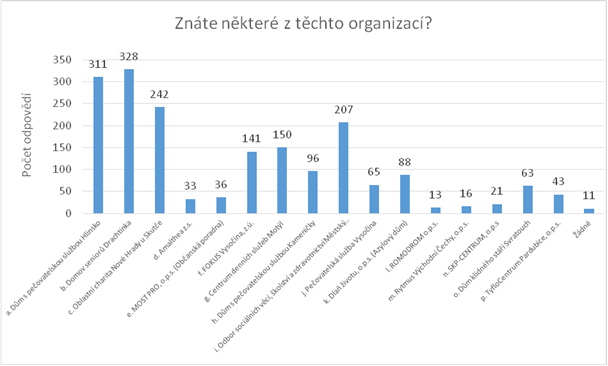 Znáte některé z těchto organizací?
Počet odpovědí
350
300
250
200
150
100
50
0
311
328
242
33
36
141
150
96
207
65
88
13
16
21
63
43
11
a. Dům s pečovatelskou službou Hlinsko
b. Domov seniorů Drachtinka
c. Oblastní charita Nové Hrady u Skutče
d. Amalthea z.s.
e. MOST PRO, o.p.s. (Občanská poradna)
f. FOKUS Vysočina, z.ú.
g. Centrum denních služeb Motýl
h. Dům s pečovatelskou službou Kameničky
i. Odbor sociálních věcí, školství a zdravotnictví Městský…
j. Pečovatelská služba Vysočina
k. Dlaň životu, o.p.s. (Azylový dům)
l. ROMODROM o.p.s.
m. Rytmus Východní Čechy, o.p.s.
n. SKP-CENTRUM, o.p.s
o. Dům klidného stáří Svratouch
p. TyfloCentrum Pardubice, o.p.s.
Žádné